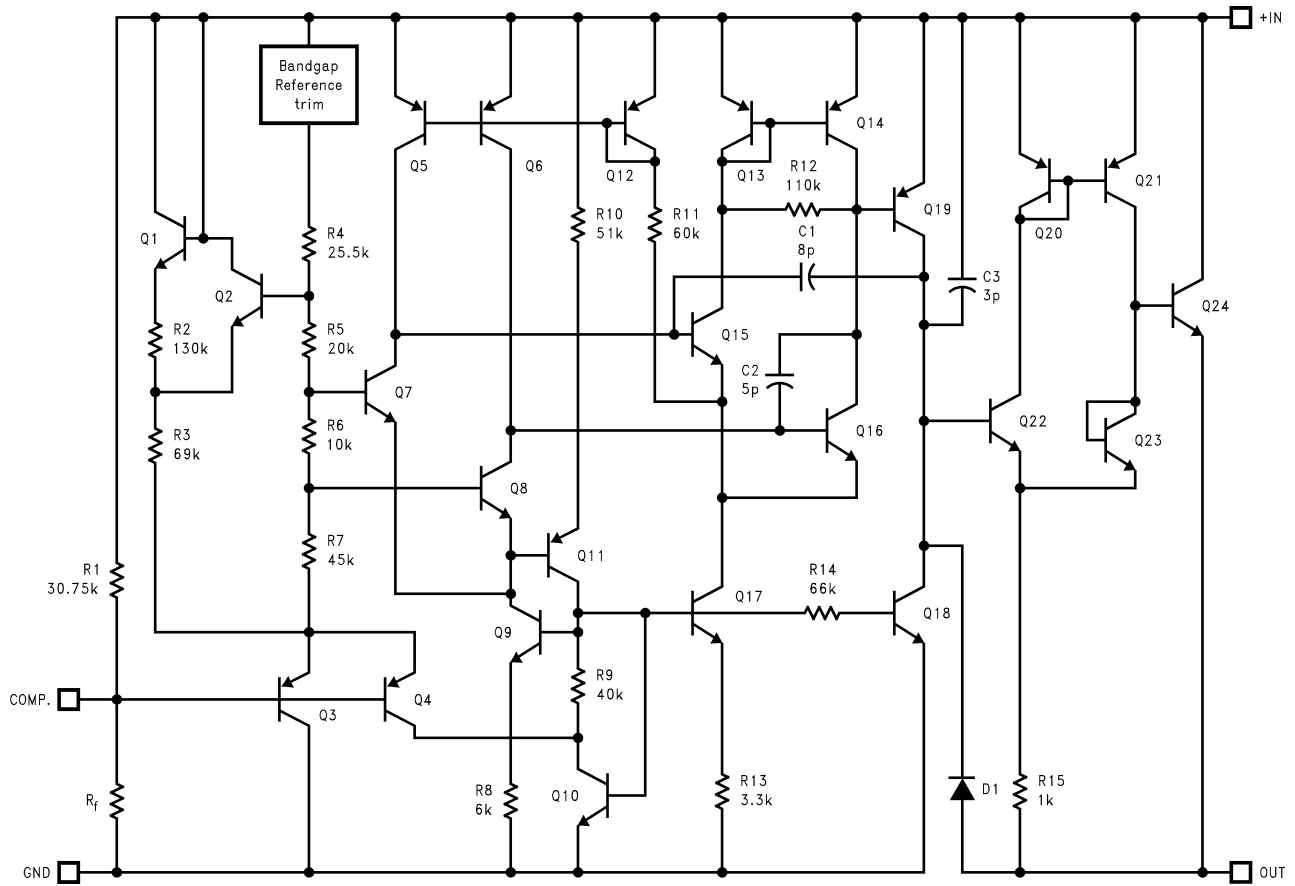 +IN
Bandgap
Reference
trim
Q5
Q6
Q12
Q13
Q14
R12
110k
Q19
Q20
Q21
Q1
R4
25.5k
R10
51k
R11
60k
C1
8p
C3
3p
Q2
R2
130k
R5
20k
Q7
Q15
Q24
C2
5p
R3
69k
R6
10k
Q16
Q22
Q23
Q8
R7
45k
Q11
R1
30.75k
R14
66k
Q17
Q18
Q9
R9
40k
COMP.
Q3
Q4
Rf
R8
6k
Q10
R13
3.3k
D1
R15
1k
GND
OUT